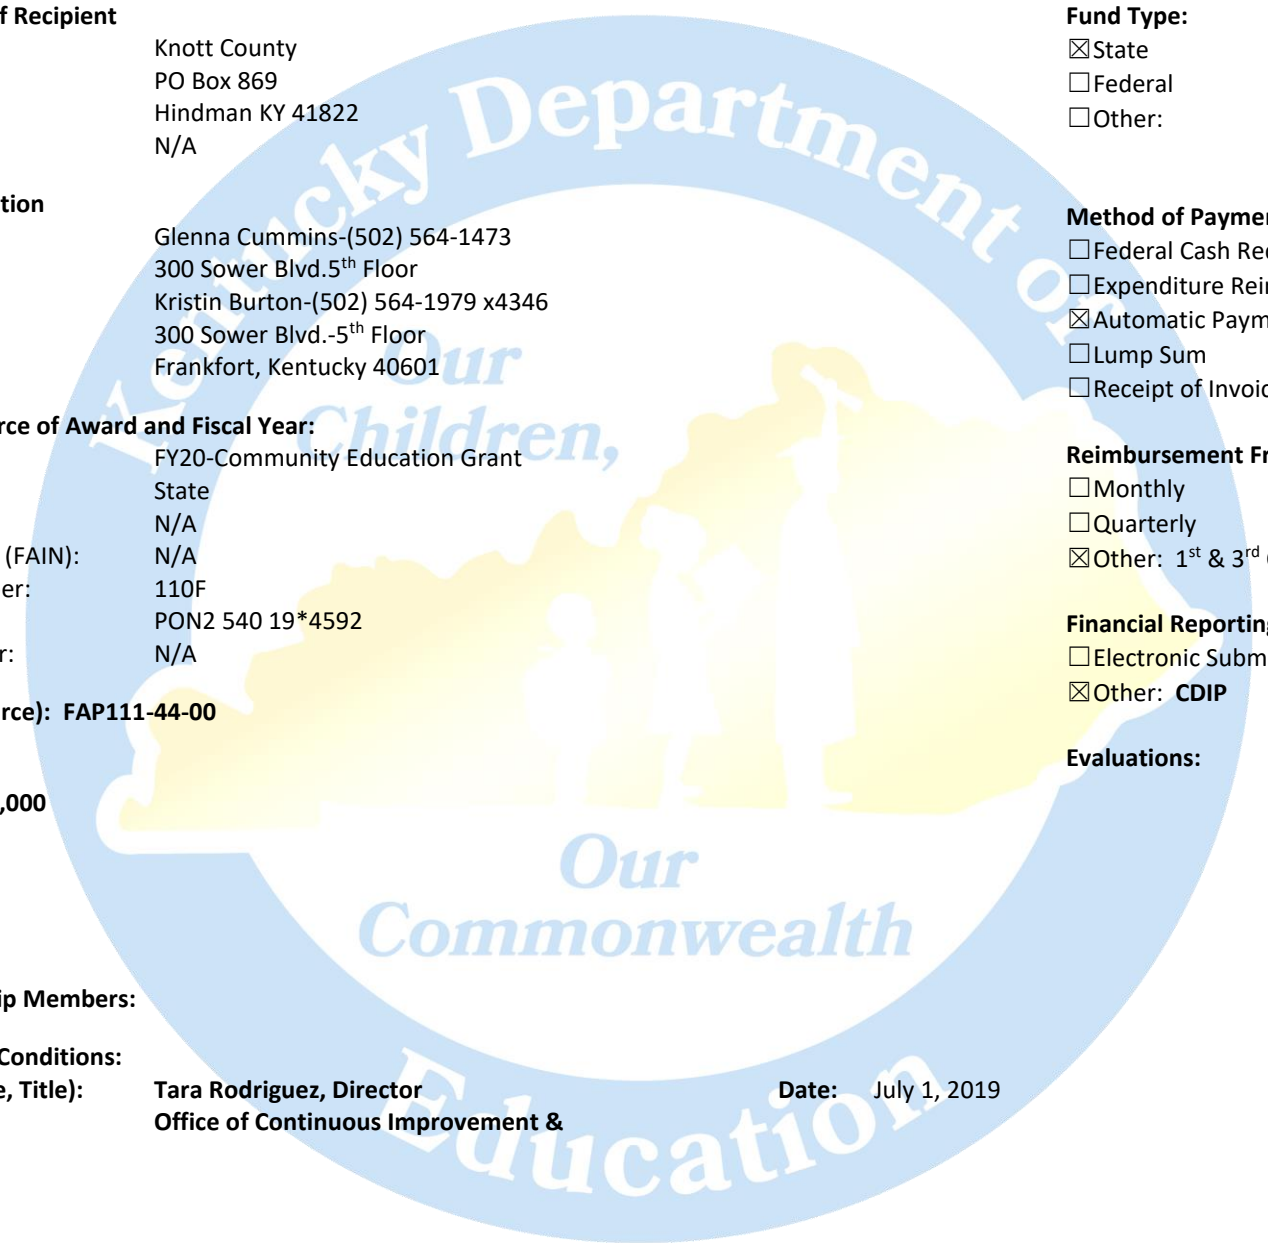 f Recipient
Knott County
PO Box 869
Hindman KY 41822
N/A
tion
Glenna Cummins-(502) 564-1473
300 Sower Blvd.5th Floor
Kristin Burton-(502) 564-1979 x4346
300 Sower Blvd.-5th Floor
Frankfort, Kentucky 40601
rce of Award and Fiscal Year:
FY20-Community Education Grant
State
N/A
(FAIN): N/A
er: 110F
PON2 540 19*4592
r: N/A
rce): FAP111-44-00
,000
ip Members:
Conditions:
e, Title): Tara Rodriguez, Director Date: July 1, 2019
Office of Continuous Improvement &
Fund Type:
☒State
☐Federal
☐Other:
Method of Payme
☐Federal Cash Re
☐Expenditure Rei
☒Automatic Paym
☐Lump Sum
☐Receipt of Invoi
Reimbursement Fr
☐Monthly
☐Quarterly
☒Other: 1st & 3rd
Financial Reportin
☐Electronic Subm
☒Other: CDIP
Evaluations:
Kentucky Department of
Education
Our
Children,
Our
Commonwealth